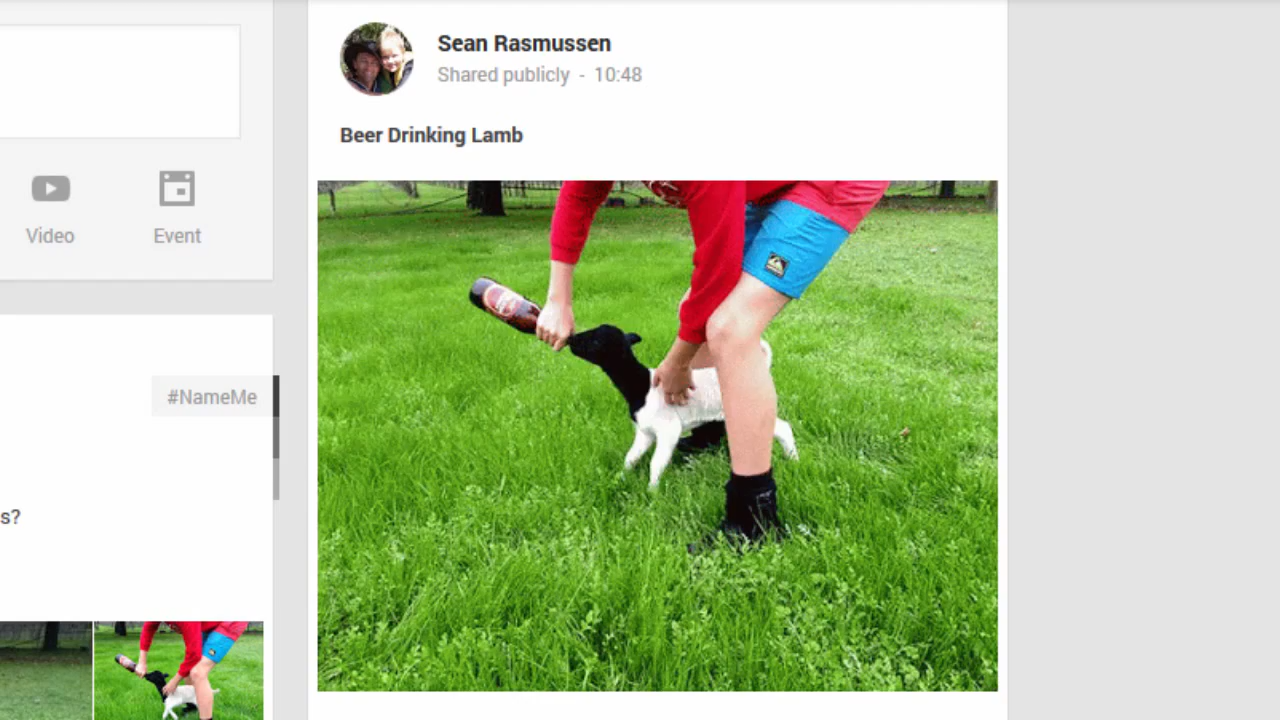 Sean Rasmussen
Shared publicly - 10:48
Beer Drinking Lamb
Video
Event
#NameMe
s?